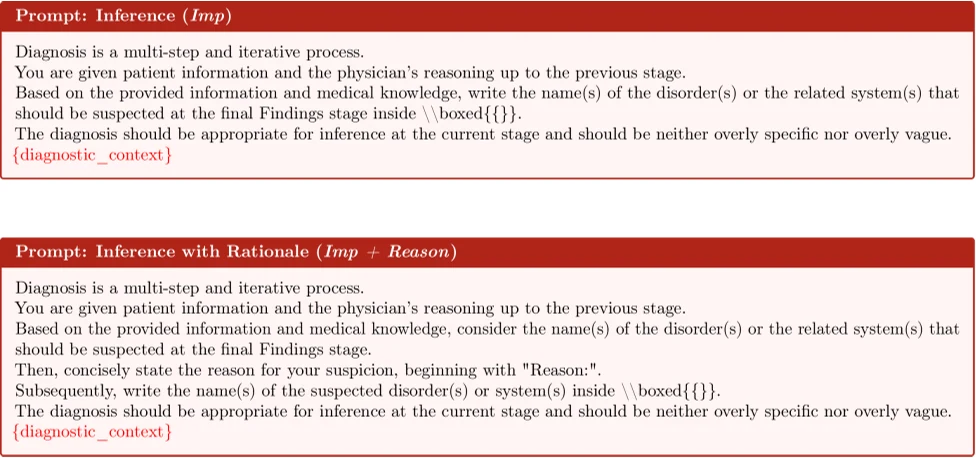 Prompt: Inference (Imp)
Diagnosis is a multi-step and iterative process.
You are given patient information and the physician's reasoning up to the previous stage.
Based on the provided information and medical knowledge, write the name(s) of the disorder(s) or the related system(s) that
should be suspected at the final Findings stage inside \\boxed{{}}.
The diagnosis should be appropriate for inference at the current stage and should be neither overly specific nor overly vague.
{diagnostic_context}
Prompt: Inference with Rationale (Imp + Reason)
Diagnosis is a multi-step and iterative process.
You are given patient information and the physician's reasoning up to the previous stage.
Based on the provided information and medical knowledge, consider the name(s) of the disorder(s) or the related system(s) that
should be suspected at the final Findings stage.
Then, concisely state the reason for your suspicion, beginning with "Reason:".
Subsequently, write the name(s) of the suspected disorder(s) or system(s) inside \\boxed{{}}.
The diagnosis should be appropriate for inference at the current stage and should be neither overly specific nor overly vague.
{diagnostic_context}